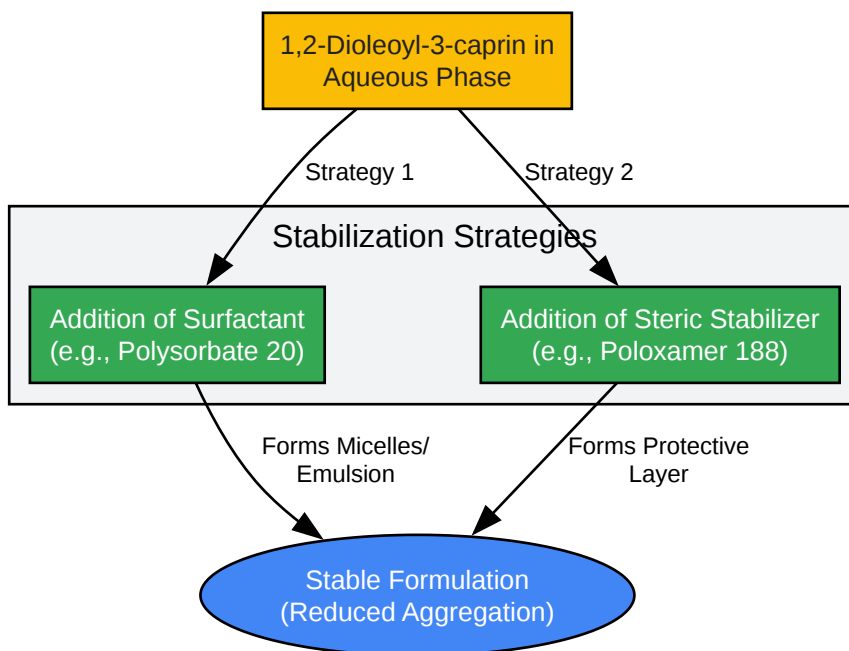 1,2-Dioleoyl-3-caprin in
Aqueous Phase
Strategy 1
Strategy 2
Stabilization Strategies
Addition of Surfactant
(e.g., Polysorbate 20)
Addition of Steric Stabilizer
(e.g., Poloxamer 188)
Forms Micelles/
Emulsion
Forms Protective
Layer
Stable Formulation
(Reduced Aggregation)